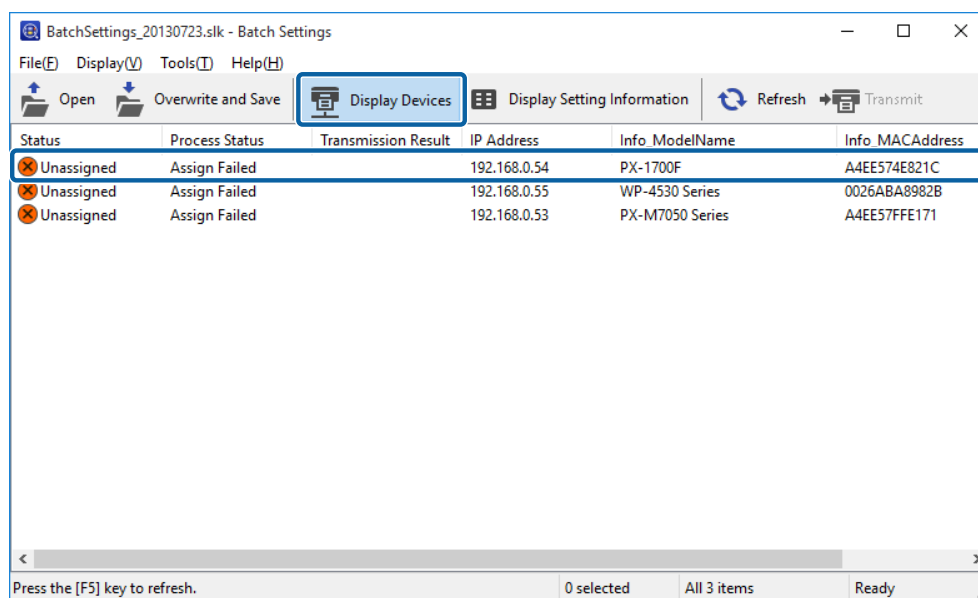 BatchSettings_20130723.slk - Batch Settings
File(F) Display(V) Tools(T) Help(H)
Open Overwrite and Save Display Devices Display Setting Information Refresh Transmit
Status Process Status Transmission Result IP Address Info_ModelName Info_MACAddress
Unassigned Assign Failed 192.168.0.54 PX-1700F A4EE574E821C
Unassigned Assign Failed 192.168.0.55 WP-4530 Series 0026ABA8982B
Unassigned Assign Failed 192.168.0.53 PX-M7050 Series A4EE57FFE171
Press the [F5] key to refresh. 0 selected All 3 items Ready